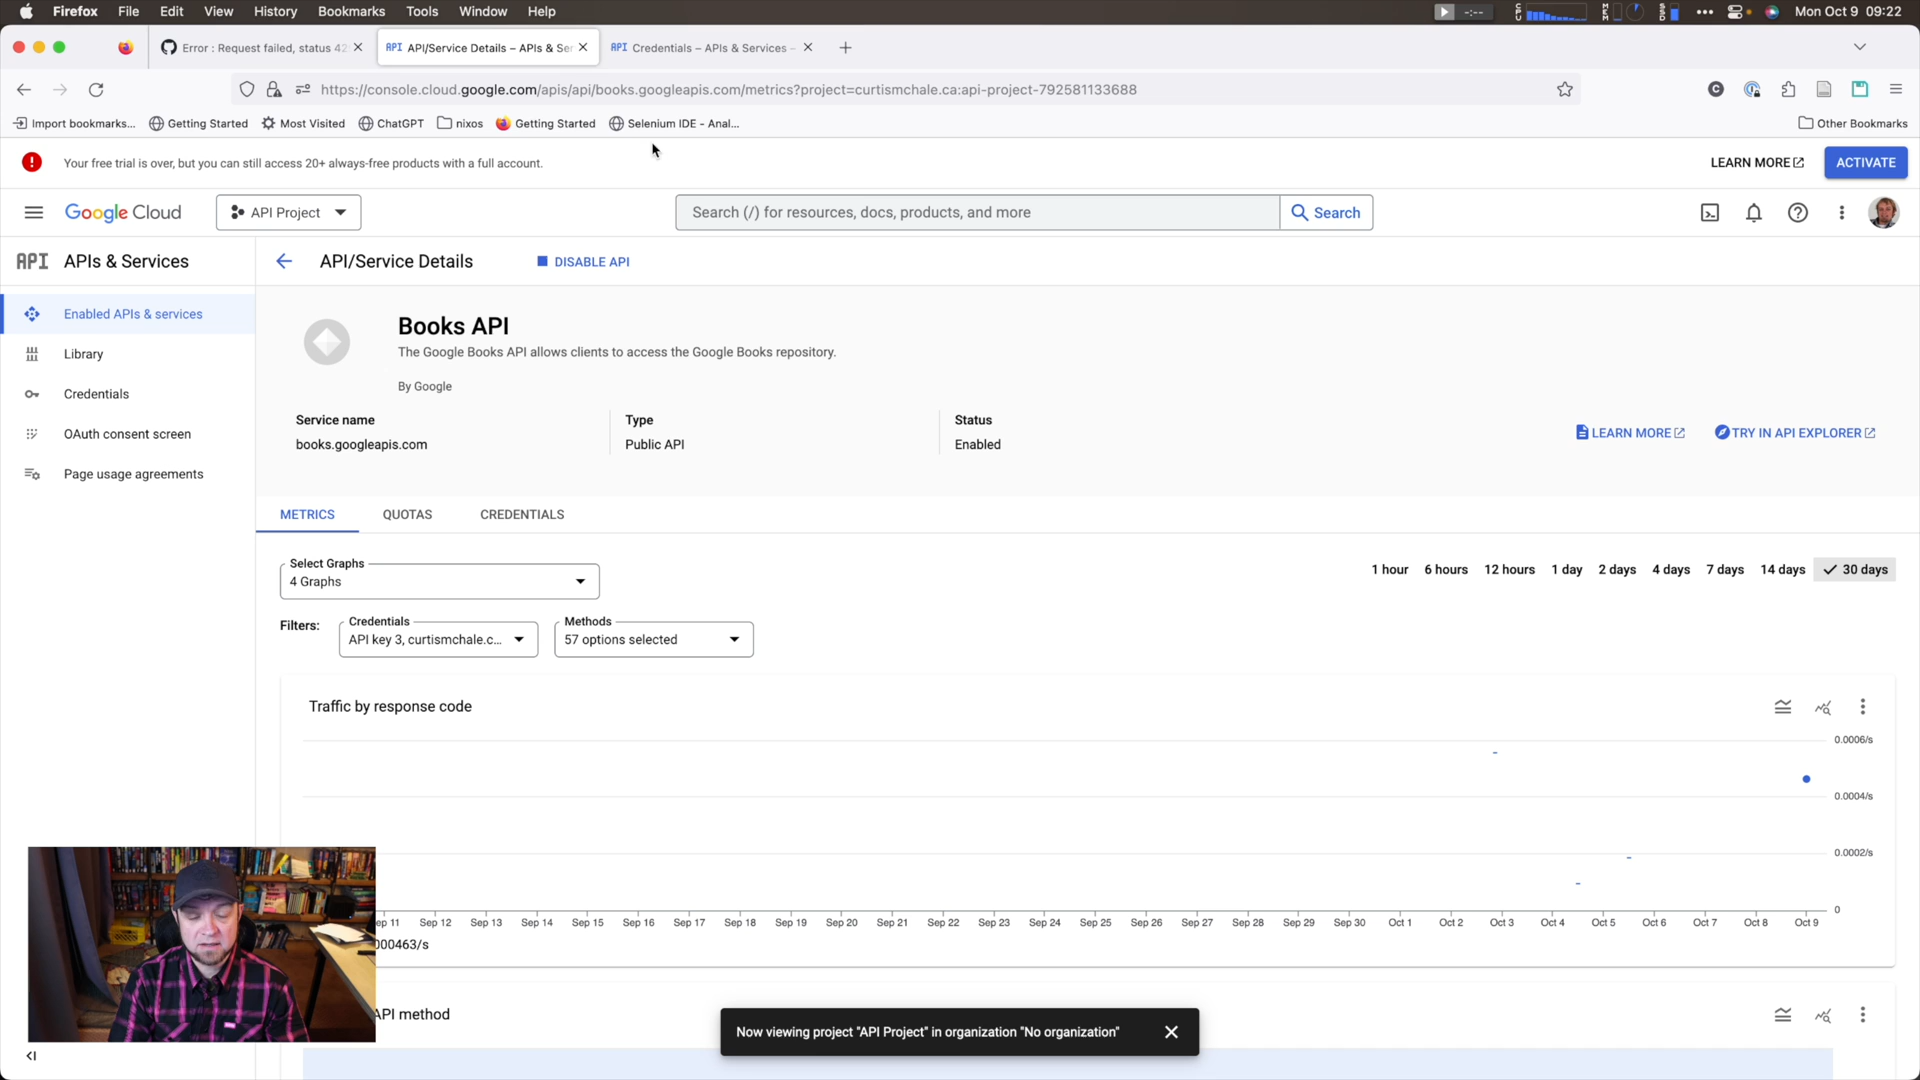 Firefox File Edit View History Bookmarks Tools Window Help
-:--
Mon Oct 9 09:22
Error : Request failed, status 42
API API/Service Details – APIs & Ser
API Credentials – APIs & Services –
https://console.cloud.google.com/apis/api/books.googleapis.com/metrics?project=curtismchale.ca:api-project-792581133688
Import bookmarks... Getting Started Most Visited ChatGPT nixos Getting Started Selenium IDE - Anal... Other Bookmarks
Your free trial is over, but you can still access 20+ always-free products with a full account.
LEARN MORE
ACTIVATE
Google Cloud
API Project
Search (/) for resources, docs, products, and more
Search
API APIs & Services
API/Service Details
DISABLE API
Enabled APIs & services
Library
Credentials
OAuth consent screen
Page usage agreements
Books API
The Google Books API allows clients to access the Google Books repository.
By Google
Service name
books.googleapis.com
Type
Public API
Status
Enabled
LEARN MORE
TRY IN API EXPLORER
METRICS QUOTAS CREDENTIALS
Select Graphs
4 Graphs
1 hour 6 hours 12 hours 1 day 2 days 4 days 7 days 14 days 30 days
Filters:
Credentials
API key 3, curtismchale.c...
Methods
57 options selected
Traffic by response code
0.0006/s
0.0004/s
0.0002/s
0
ep 11 Sep 12 Sep 13 Sep 14 Sep 15 Sep 16 Sep 17 Sep 18 Sep 19 Sep 20 Sep 21 Sep 22 Sep 23 Sep 24 Sep 25 Sep 26 Sep 27 Sep 28 Sep 29 Sep 30 Oct 1 Oct 2 Oct 3 Oct 4 Oct 5 Oct 6 Oct 7 Oct 8 Oct 9
000463/s
API method
Now viewing project "API Project" in organization "No organization"